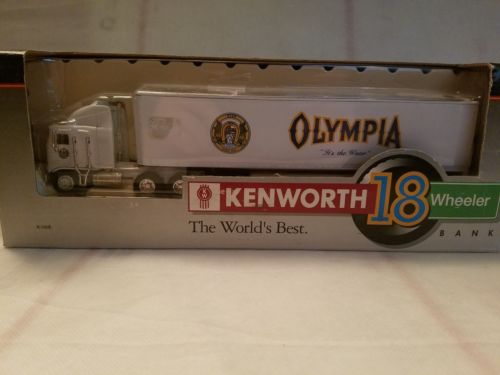 OLYMPIA
"It's the Water"
KENWORTH
18 Wheeler
The World's Best.
BANK